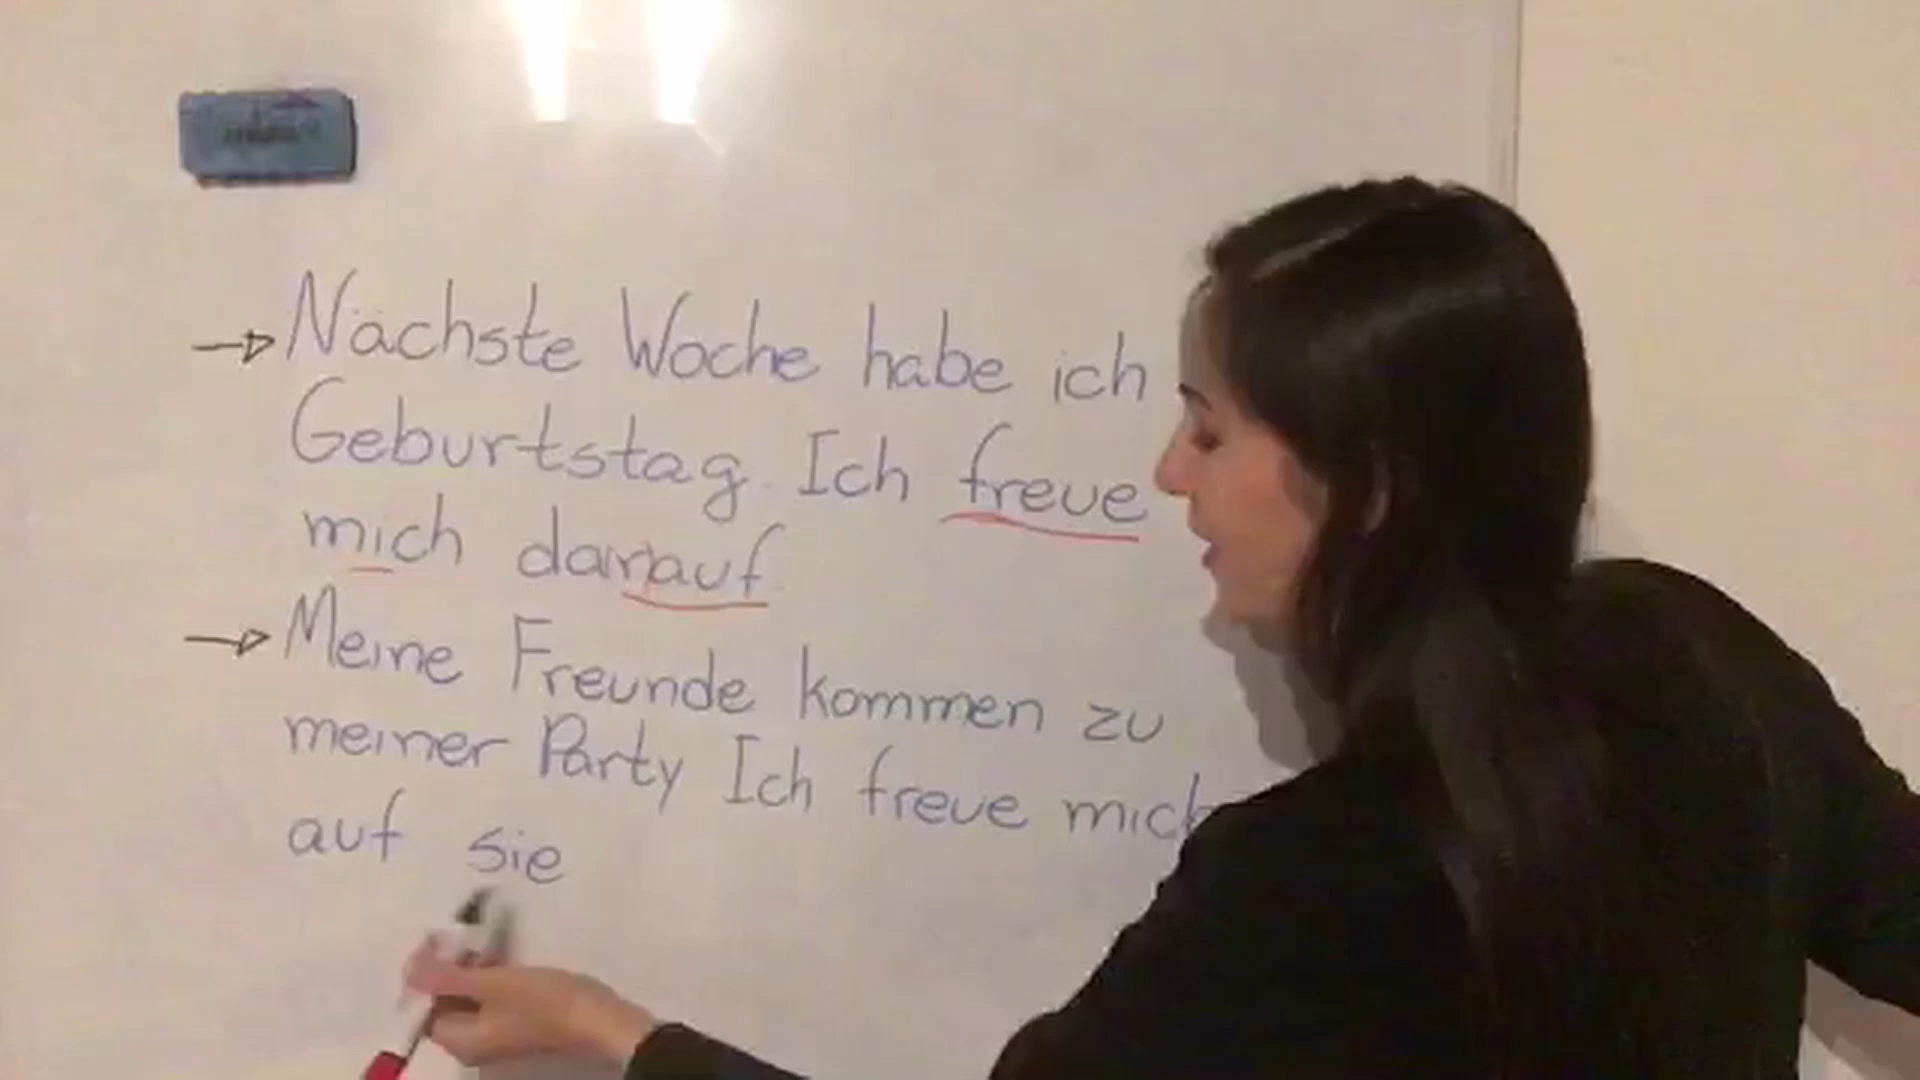 Nächste Woche habe ich
Geburtstag. Ich freue
mich darauf.
Meine Freunde kommen zu
meiner Party Ich freue mich
auf sie